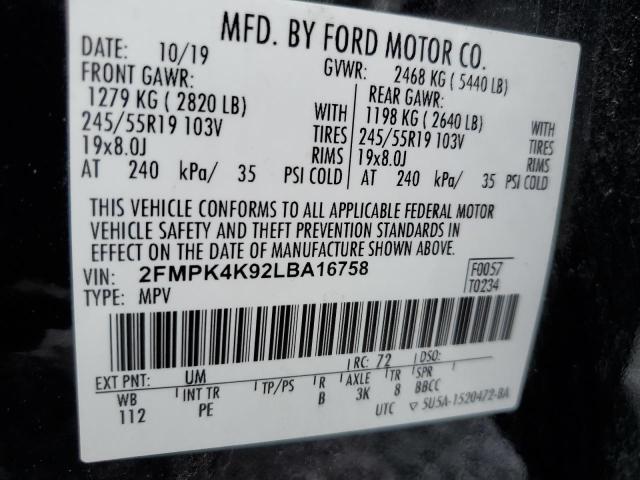 MFD. BY FORD MOTOR CO.
DATE: 10/19 GVWR: 2468 KG ( 5440 LB)
FRONT GAWR: REAR GAWR:
1279 KG ( 2820 LB) WITH 1198 KG ( 2640 LB) WITH
245/55R19 103V TIRES 245/55R19 103V TIRES
19x8.0J RIMS 19x8.0J RIMS
AT 240 kPa/ 35 PSI COLD AT 240 kPa/ 35 PSI COLD
THIS VEHICLE CONFORMS TO ALL APPLICABLE FEDERAL MOTOR
VEHICLE SAFETY AND THEFT PREVENTION STANDARDS IN
EFFECT ON THE DATE OF MANUFACTURE SHOWN ABOVE.
VIN: 2FMPK4K92LBA16758 F0057
TYPE: MPV T0234
EXT PNT: UM RC: 72 DSO:
WB INT TR TP/PS R AXLE TR SPR
112 PE B 3K 8 BBCC
UTC ▽ 5U5A-1520472-BA